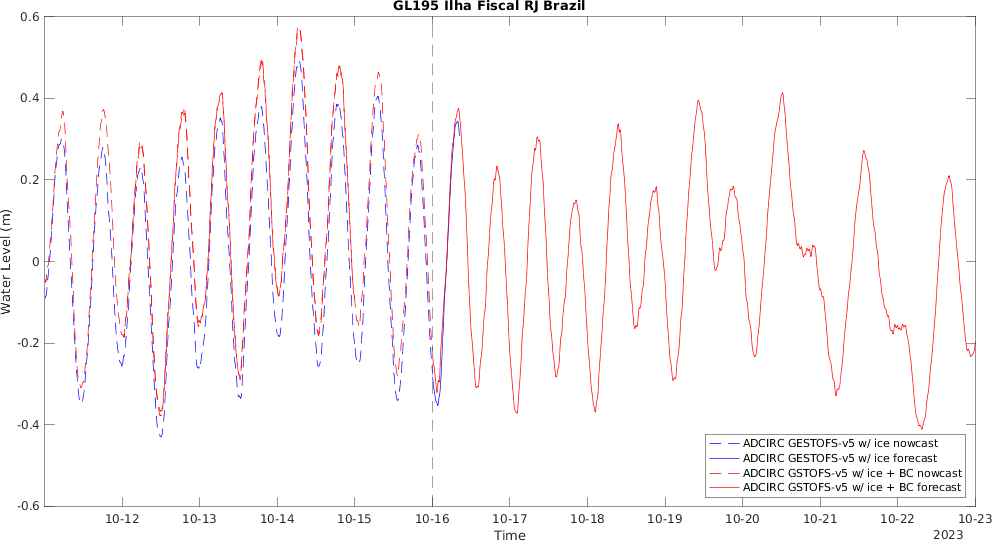 GL195 Ilha Fiscal RJ Brazil
0.6
0.4
0.2
0
-0.2
-0.4
-0.6
Water Level (m)
10-12 10-13 10-14 10-15 10-16 10-17 10-18 10-19 10-20 10-21 10-22 10-23
Time
2023
ADCIRC GESTOFS-v5 w/ ice nowcast
ADCIRC GESTOFS-v5 w/ ice forecast
ADCIRC GSTOFS-v5 w/ ice + BC nowcast
ADCIRC GSTOFS-v5 w/ ice + BC forecast